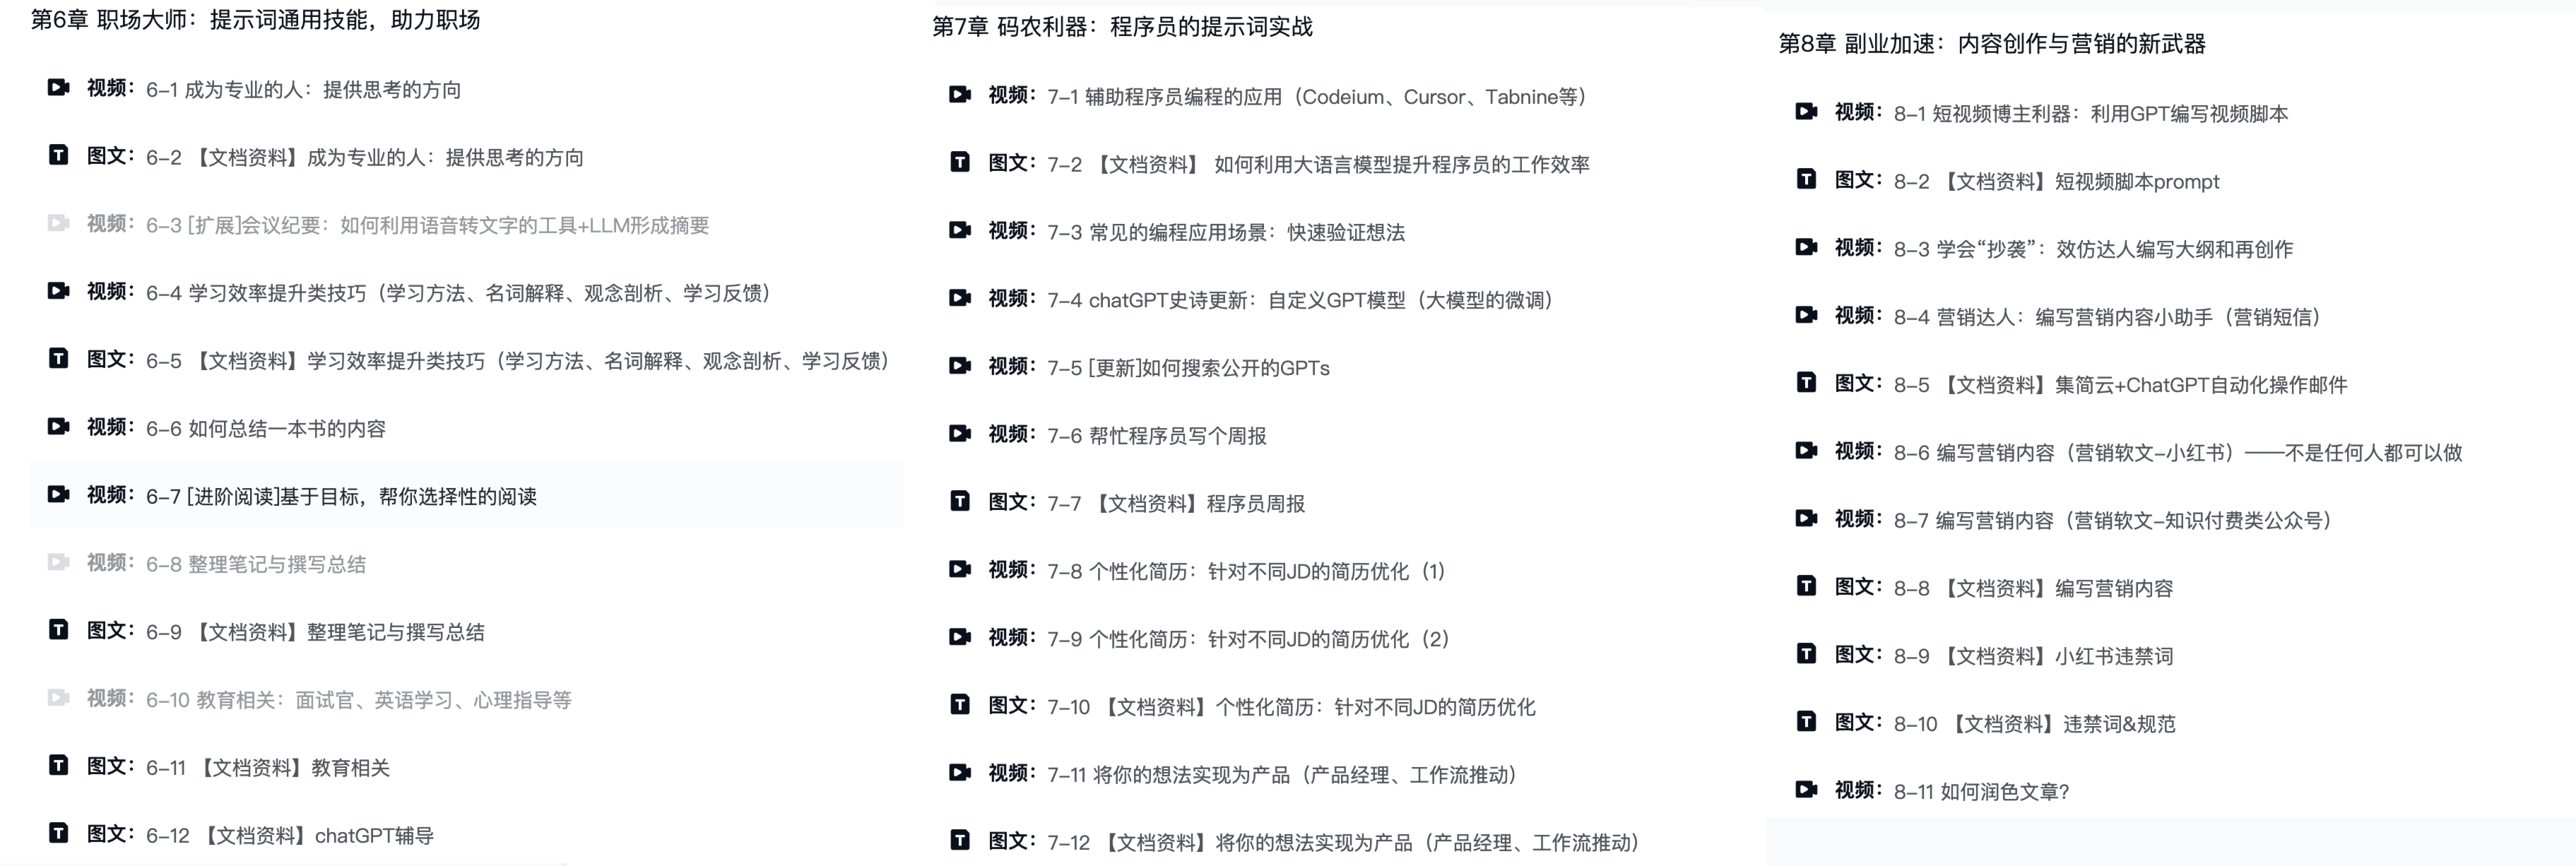 第6章 职场大师：提示词通用技能，助力职场
视频：6-1 成为专业的人：提供思考的方向
图文：6-2 【文档资料】成为专业的人：提供思考的方向
视频：6-3 [扩展]会议纪要：如何利用语音转文字的工具+LLM形成摘要
视频：6-4 学习效率提升类技巧（学习方法、名词解释、观念剖析、学习反馈）
图文：6-5 【文档资料】学习效率提升类技巧（学习方法、名词解释、观念剖析、学习反馈）
视频：6-6 如何总结一本书的内容
视频：6-7 [进阶阅读]基于目标，帮你选择性的阅读
视频：6-8 整理笔记与撰写总结
图文：6-9 【文档资料】整理笔记与撰写总结
视频：6-10 教育相关：面试官、英语学习、心理指导等
图文：6-11 【文档资料】教育相关
图文：6-12 【文档资料】chatGPT辅导
第7章 码农利器：程序员的提示词实战
视频：7-1 辅助程序员编程的应用（Codeium、Cursor、Tabnine等）
图文：7-2 【文档资料】 如何利用大语言模型提升程序员的工作效率
视频：7-3 常见的编程应用场景：快速验证想法
视频：7-4 chatGPT史诗更新：自定义GPT模型（大模型的微调）
视频：7-5 [更新]如何搜索公开的GPTs
视频：7-6 帮忙程序员写个周报
图文：7-7 【文档资料】程序员周报
视频：7-8 个性化简历：针对不同JD的简历优化（1）
视频：7-9 个性化简历：针对不同JD的简历优化（2）
图文：7-10 【文档资料】个性化简历：针对不同JD的简历优化
视频：7-11 将你的想法实现为产品（产品经理、工作流推动）
图文：7-12 【文档资料】将你的想法实现为产品（产品经理、工作流推动）
第8章 副业加速：内容创作与营销的新武器
视频：8-1 短视频博主利器：利用GPT编写视频脚本
图文：8-2 【文档资料】短视频脚本prompt
视频：8-3 学会“抄袭”：效仿达人编写大纲和再创作
视频：8-4 营销达人：编写营销内容小助手（营销短信）
图文：8-5 【文档资料】集简云+ChatGPT自动化操作邮件
视频：8-6 编写营销内容（营销软文-小红书）——不是任何人都可以做
视频：8-7 编写营销内容（营销软文-知识付费类公众号）
图文：8-8 【文档资料】编写营销内容
图文：8-9 【文档资料】小红书违禁词
图文：8-10 【文档资料】违禁词&规范
视频：8-11 如何润色文章?